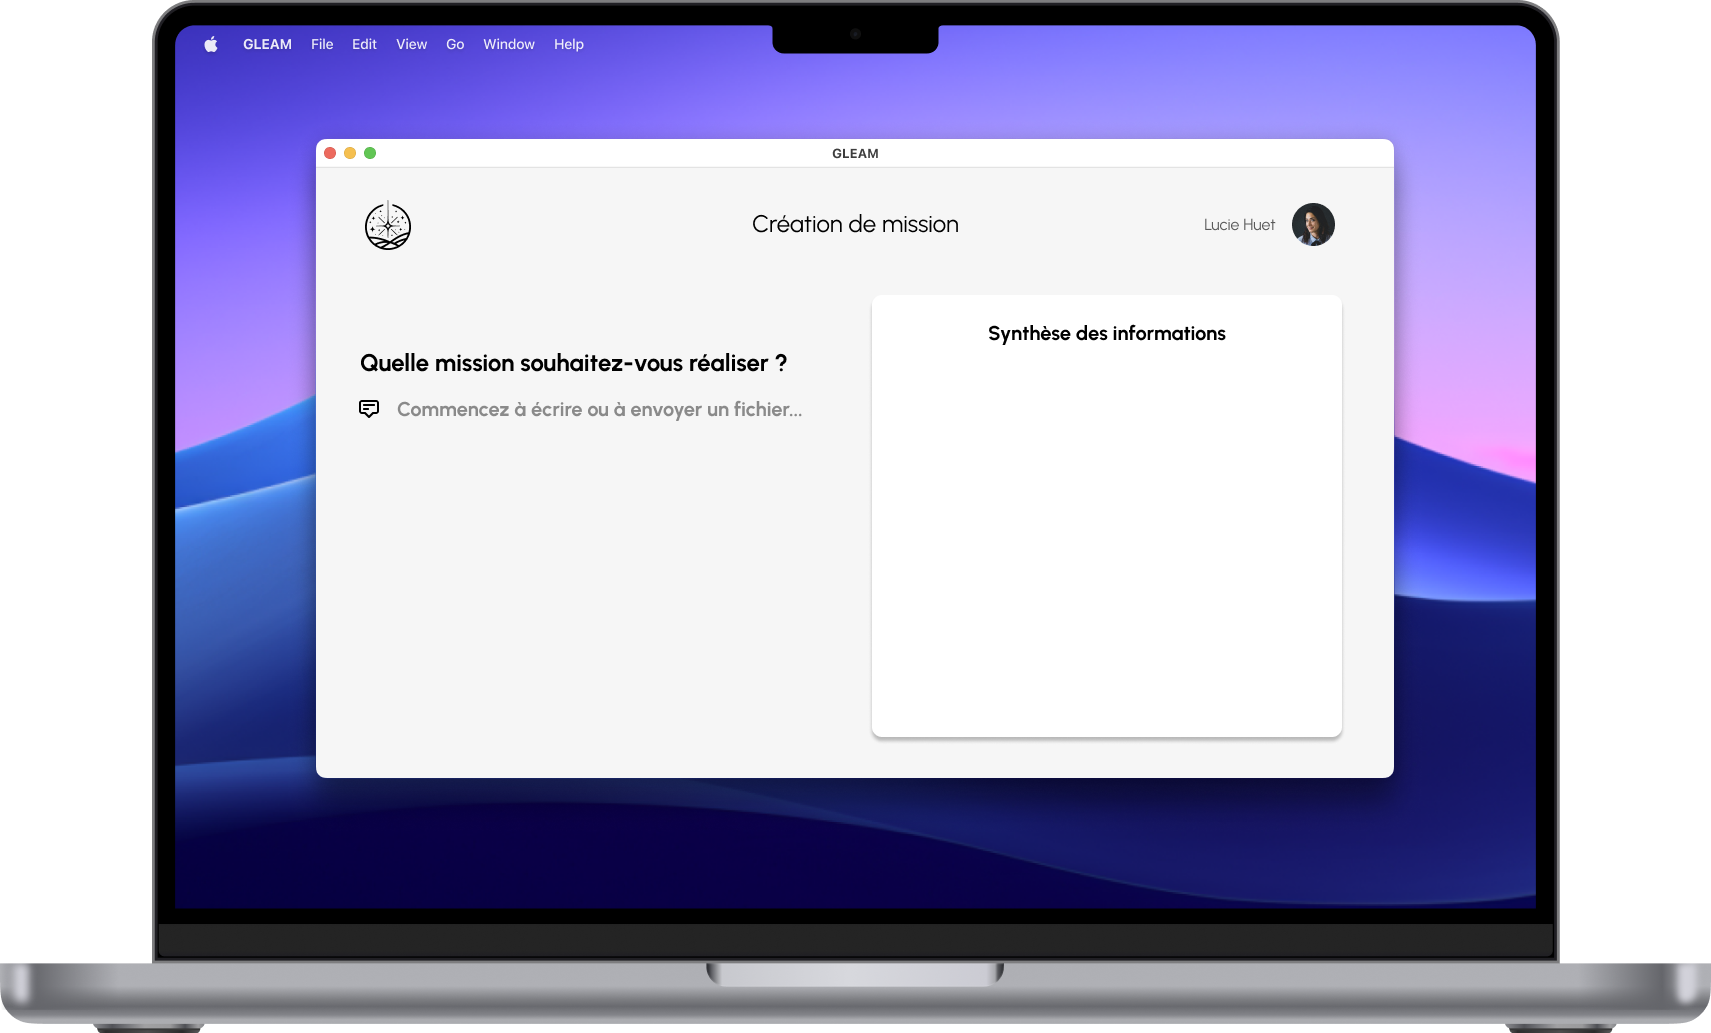 GLEAM File Edit View Go Window Help
GLEAM
Création de mission
Lucie Huet
Quelle mission souhaitez-vous réaliser ?
Commencez à écrire ou à envoyer un fichier...
Synthèse des informations